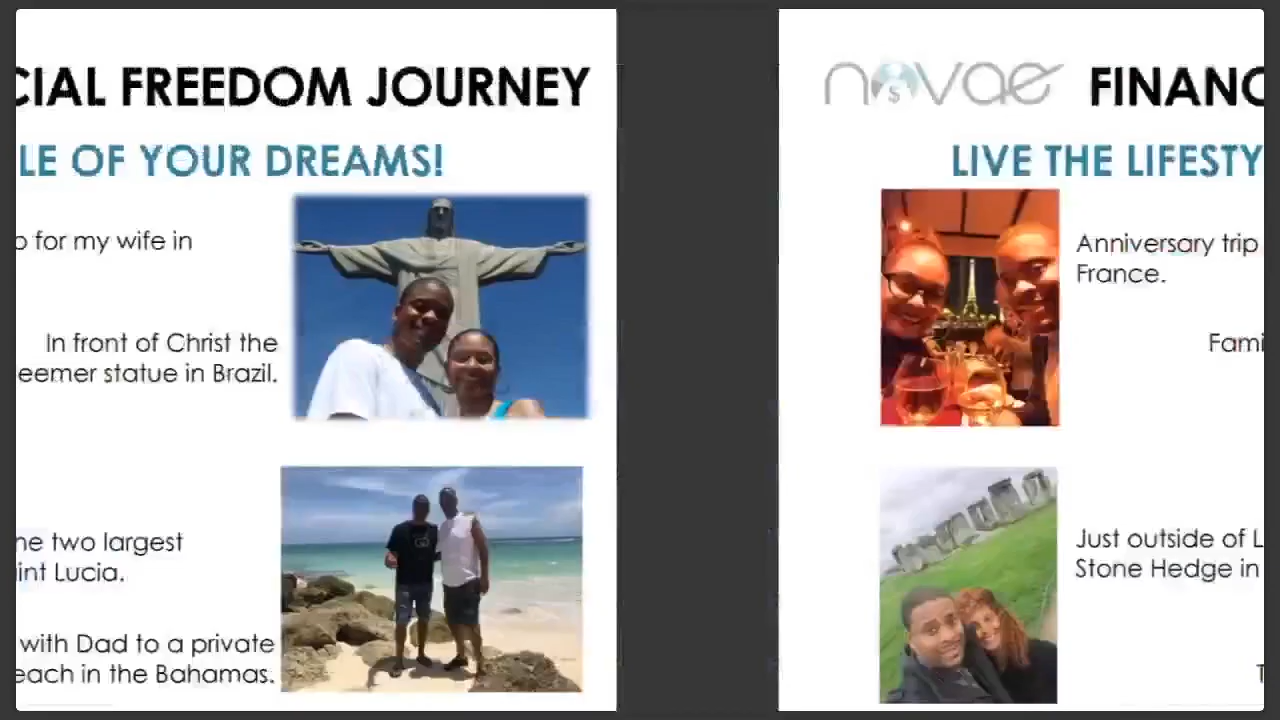 CIAL FREEDOM JOURNEY
LE OF YOUR DREAMS!
o for my wife in
In front of Christ the
eemer statue in Brazil.
ne two largest
int Lucia.
with Dad to a private
each in the Bahamas.
novae FINANC
$
LIVE THE LIFESTY
Anniversary trip
France.
Fami
Just outside of L
Stone Hedge in
T